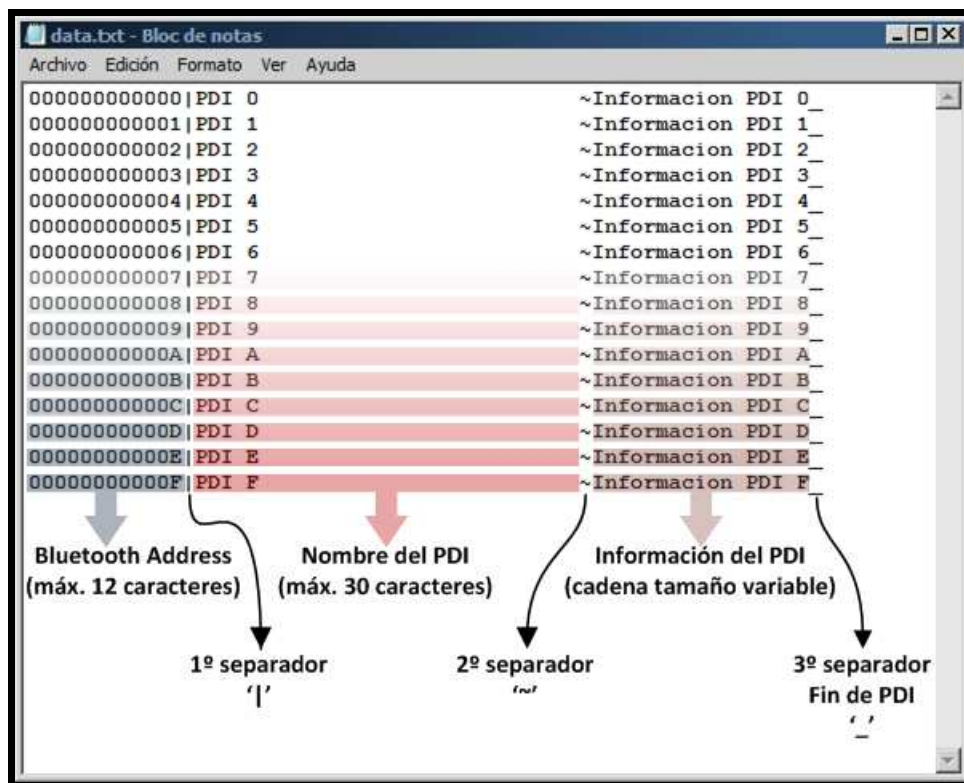 data.txt - Bloc de notas
Archivo Edición Formato Ver Ayuda
000000000000|PDI 0 ~Informacion PDI 0_
000000000001|PDI 1 ~Informacion PDI 1_
000000000002|PDI 2 ~Informacion PDI 2_
000000000003|PDI 3 ~Informacion PDI 3_
000000000004|PDI 4 ~Informacion PDI 4_
000000000005|PDI 5 ~Informacion PDI 5_
000000000006|PDI 6 ~Informacion PDI 6_
000000000007|PDI 7 ~Informacion PDI 7_
000000000008|PDI 8 ~Informacion PDI 8_
000000000009|PDI 9 ~Informacion PDI 9_
00000000000A|PDI A ~Informacion PDI A_
00000000000B|PDI B ~Informacion PDI B_
00000000000C|PDI C ~Informacion PDI C_
00000000000D|PDI D ~Informacion PDI D_
00000000000E|PDI E ~Informacion PDI E_
00000000000F|PDI F ~Informacion PDI F_
Bluetooth Address
(máx. 12 caracteres)
Nombre del PDI
(máx. 30 caracteres)
Información del PDI
(cadena tamaño variable)
1º separador
‘|’
2º separador
‘~’
3º separador
Fin de PDI
‘_’